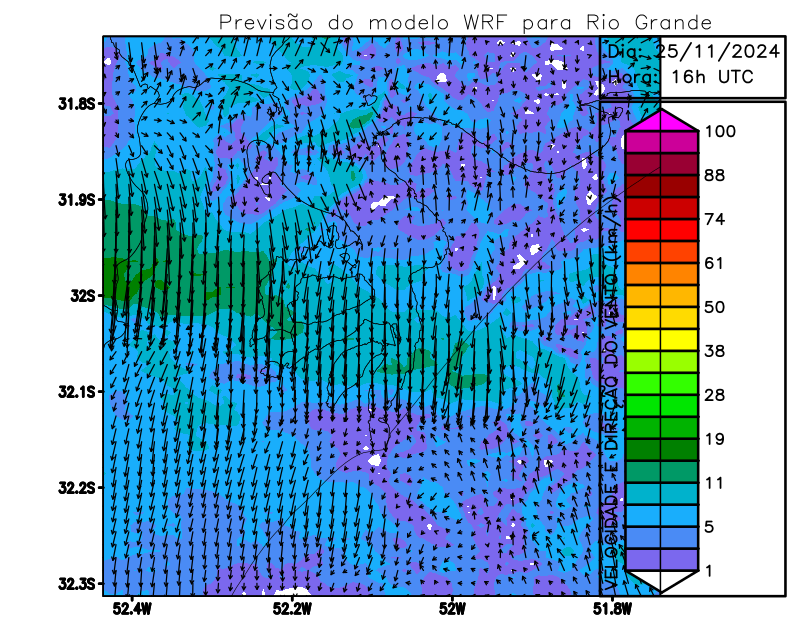 Previsão do modelo WRF para Rio Grande
Dia: 25/11/2024
Hora: 16h UTC
31.8S
31.9S
32S
32.1S
32.2S
32.3S
52.4W
52.2W
52W
51.8W
VELOCIDADE E DIREÇÃO DO VENTO (km/h)
100
88
74
61
50
38
28
19
11
5
1